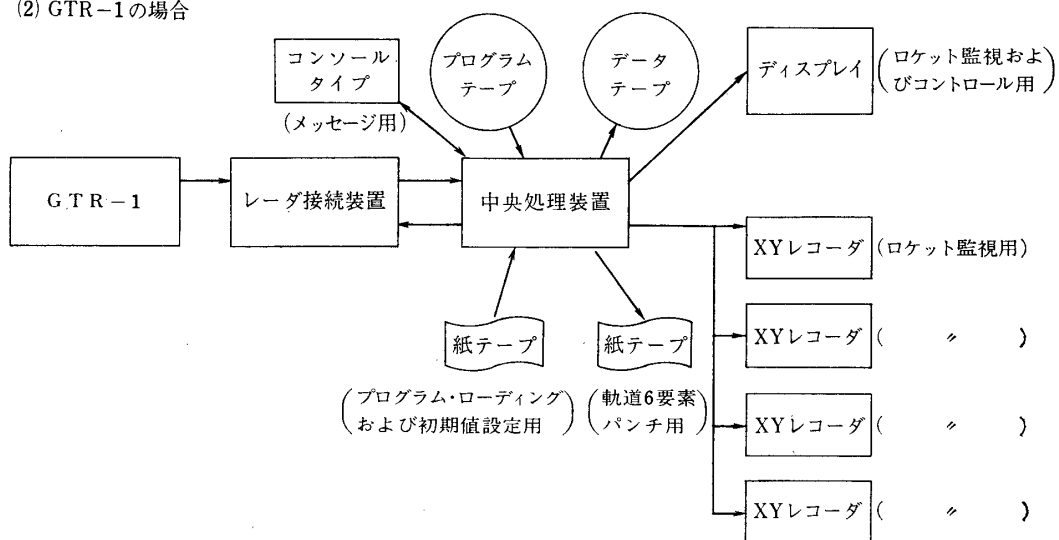 (2) GTR-1の場合
コンソール
タイプ
(メッセージ用)
プログラム
テープ
データ
テープ
ディスプレイ
(ロケット監視およ
びコントロール用)
GTR-1
レーダ接続装置
中央処理装置
XYレコーダ (ロケット監視用)
紙テープ
(プログラム・ローディング
および初期値設定用)
紙テープ
(軌道6要素
パンチ用)
XYレコーダ ( 〃 )
XYレコーダ ( 〃 )
XYレコーダ ( 〃 )